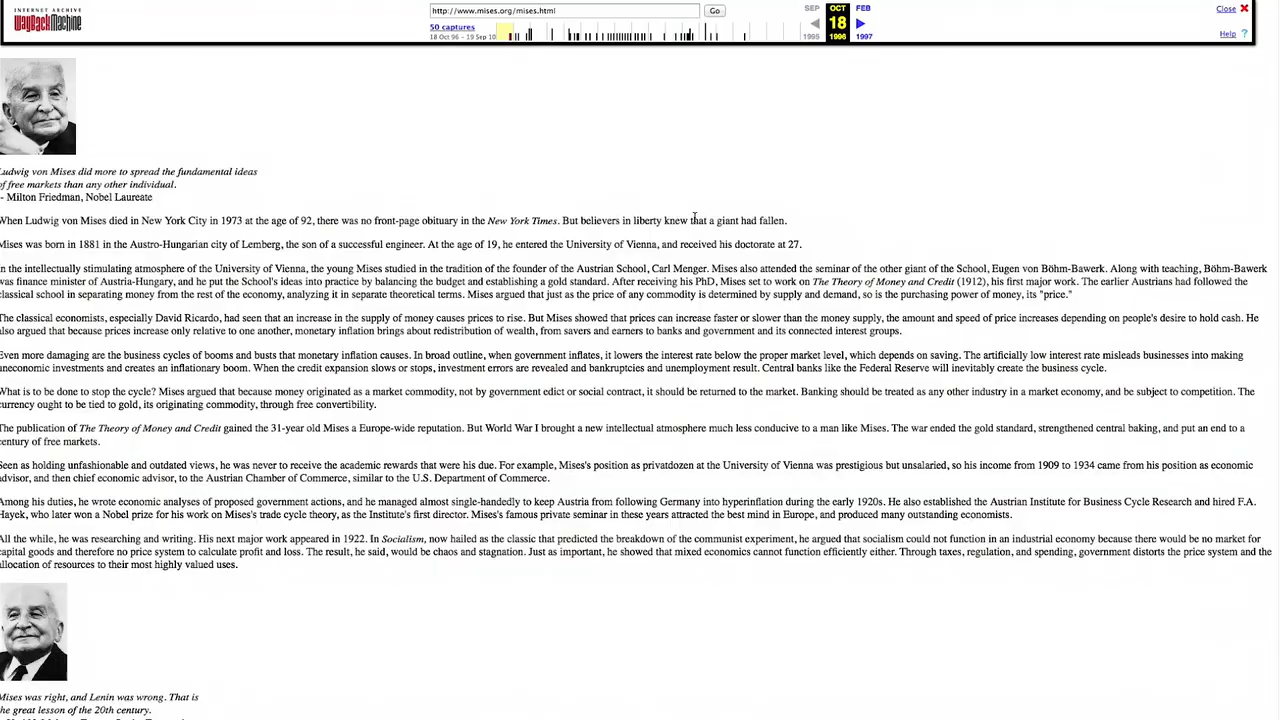 INTERNET ARCHIVE
WayBackMachine
http://www.mises.org/mises.html
Go
50 captures
18 Oct 96 – 19 Sep 10
SEP OCT FEB
18
1995 1996 1997
Close
Help ?
Ludwig von Mises did more to spread the fundamental ideas
of free markets than any other individual.
- Milton Friedman, Nobel Laureate
When Ludwig von Mises died in New York City in 1973 at the age of 92, there was no front-page obituary in the New York Times. But believers in liberty knew that a giant had fallen.
Mises was born in 1881 in the Austro-Hungarian city of Lemberg, the son of a successful engineer. At the age of 19, he entered the University of Vienna, and received his doctorate at 27.
In the intellectually stimulating atmosphere of the University of Vienna, the young Mises studied in the tradition of the founder of the Austrian School, Carl Menger. Mises also attended the seminar of the other giant of the School, Eugen von Böhm-Bawerk. Along with teaching, Böhm-Bawerk
was finance minister of Austria-Hungary, and he put the School's ideas into practice by balancing the budget and establishing a gold standard. After receiving his PhD, Mises set to work on The Theory of Money and Credit (1912), his first major work. The earlier Austrians had followed the
classical school in separating money from the rest of the economy, analyzing it in separate theoretical terms. Mises argued that just as the price of any commodity is determined by supply and demand, so is the purchasing power of money, its "price."
The classical economists, especially David Ricardo, had seen that an increase in the supply of money causes prices to rise. But Mises showed that prices can increase faster or slower than the money supply, the amount and speed of price increases depending on people's desire to hold cash. He
also argued that because prices increase only relative to one another, monetary inflation brings about redistribution of wealth, from savers and earners to banks and government and its connected interest groups.
Even more damaging are the business cycles of booms and busts that monetary inflation causes. In broad outline, when government inflates, it lowers the interest rate below the proper market level, which depends on saving. The artificially low interest rate misleads businesses into making
uneconomic investments and creates an inflationary boom. When the credit expansion slows or stops, investment errors are revealed and bankruptcies and unemployment result. Central banks like the Federal Reserve will inevitably create the business cycle.
What is to be done to stop the cycle? Mises argued that because money originated as a market commodity, not by government edict or social contract, it should be returned to the market. Banking should be treated as any other industry in a market economy, and be subject to competition. The
currency ought to be tied to gold, its originating commodity, through free convertibility.
The publication of The Theory of Money and Credit gained the 31-year old Mises a Europe-wide reputation. But World War I brought a new intellectual atmosphere much less conducive to a man like Mises. The war ended the gold standard, strengthened central baking, and put an end to a
century of free markets.
Seen as holding unfashionable and outdated views, he was never to receive the academic rewards that were his due. For example, Mises's position as privatdozen at the University of Vienna was prestigious but unsalaried, so his income from 1909 to 1934 came from his position as economic
advisor, and then chief economic advisor, to the Austrian Chamber of Commerce, similar to the U.S. Department of Commerce.
Among his duties, he wrote economic analyses of proposed government actions, and he managed almost single-handedly to keep Austria from following Germany into hyperinflation during the early 1920s. He also established the Austrian Institute for Business Cycle Research and hired F.A.
Hayek, who later won a Nobel prize for his work on Mises's trade cycle theory, as the Institute's first director. Mises's famous private seminar in these years attracted the best mind in Europe, and produced many outstanding economists.
All the while, he was researching and writing. His next major work appeared in 1922. In Socialism, now hailed as the classic that predicted the breakdown of the communist experiment, he argued that socialism could not function in an industrial economy because there would be no market for
capital goods and therefore no price system to calculate profit and loss. The result, he said, would be chaos and stagnation. Just as important, he showed that mixed economics cannot function efficiently either. Through taxes, regulation, and spending, government distorts the price system and the
allocation of resources to their most highly valued uses.
Mises was right, and Lenin was wrong. That is
the great lesson of the 20th century.